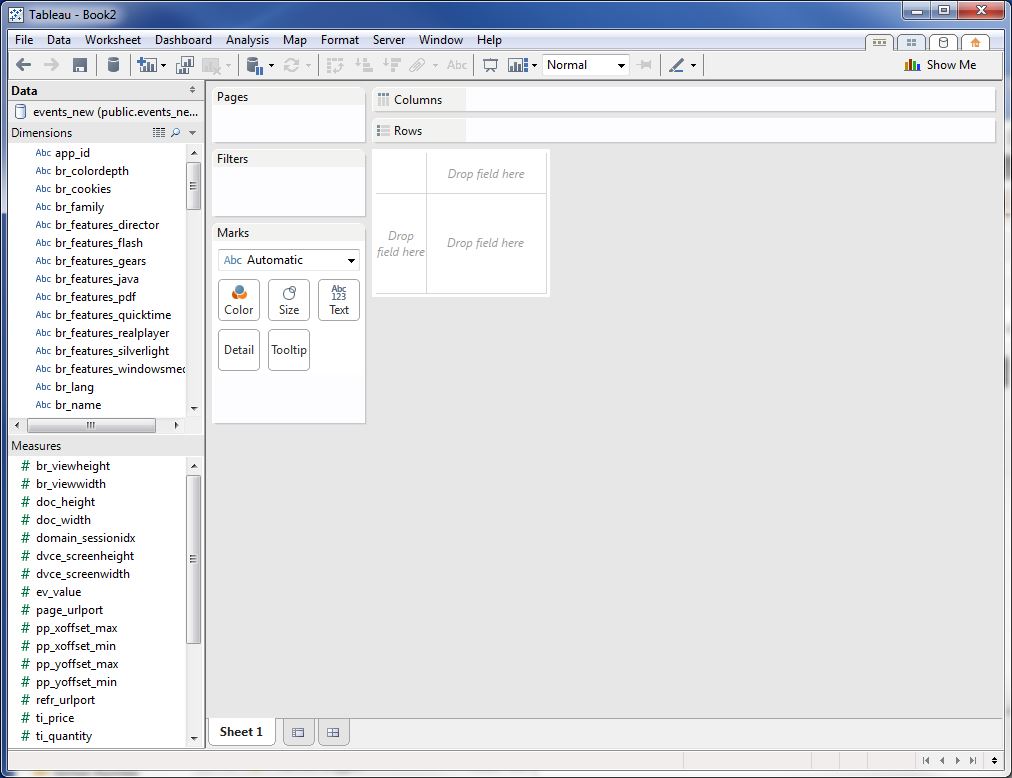 Tableau - Book2
File Data Worksheet Dashboard Analysis Map Format Server Window Help
Abc Normal Show Me
Data
events_new (public.events_ne...
Dimensions
Abc app_id
Abc br_colordepth
Abc br_cookies
Abc br_family
Abc br_features_director
Abc br_features_flash
Abc br_features_gears
Abc br_features_java
Abc br_features_pdf
Abc br_features_quicktime
Abc br_features_realplayer
Abc br_features_silverlight
Abc br_features_windowsmed
Abc br_lang
Abc br_name
Measures
# br_viewheight
# br_viewwidth
# doc_height
# doc_width
# domain_sessionidx
# dvce_screenheight
# dvce_screenwidth
# ev_value
# page_urlport
# pp_xoffset_max
# pp_xoffset_min
# pp_yoffset_max
# pp_yoffset_min
# refr_urlport
# ti_price
# ti_quantity
Pages
Filters
Marks
Abc Automatic
Color
Size
Abc
123
Text
Detail
Tooltip
Columns
Rows
Drop field here
Drop
field here
Drop field here
Sheet 1